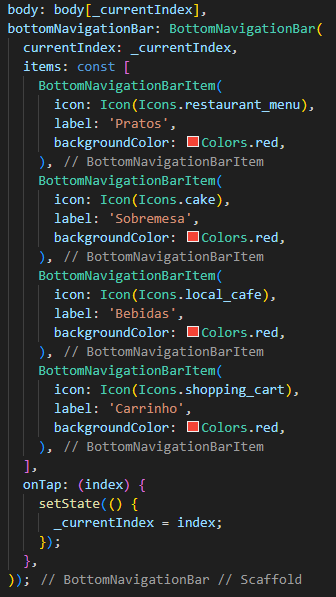 body: body[_currentIndex],
bottomNavigationBar: BottomNavigationBar(
  currentIndex: _currentIndex,
  items: const [
    BottomNavigationBarItem(
      icon: Icon(Icons.restaurant_menu),
      label: 'Pratos',
      backgroundColor: Colors.red,
    ), // BottomNavigationBarItem
    BottomNavigationBarItem(
      icon: Icon(Icons.cake),
      label: 'Sobremesa',
      backgroundColor: Colors.red,
    ), // BottomNavigationBarItem
    BottomNavigationBarItem(
      icon: Icon(Icons.local_cafe),
      label: 'Bebidas',
      backgroundColor: Colors.red,
    ), // BottomNavigationBarItem
    BottomNavigationBarItem(
      icon: Icon(Icons.shopping_cart),
      label: 'Carrinho',
      backgroundColor: Colors.red,
    ), // BottomNavigationBarItem
  ],
  onTap: (index) {
    setState(() {
      _currentIndex = index;
    });
  },
)); // BottomNavigationBar // Scaffold